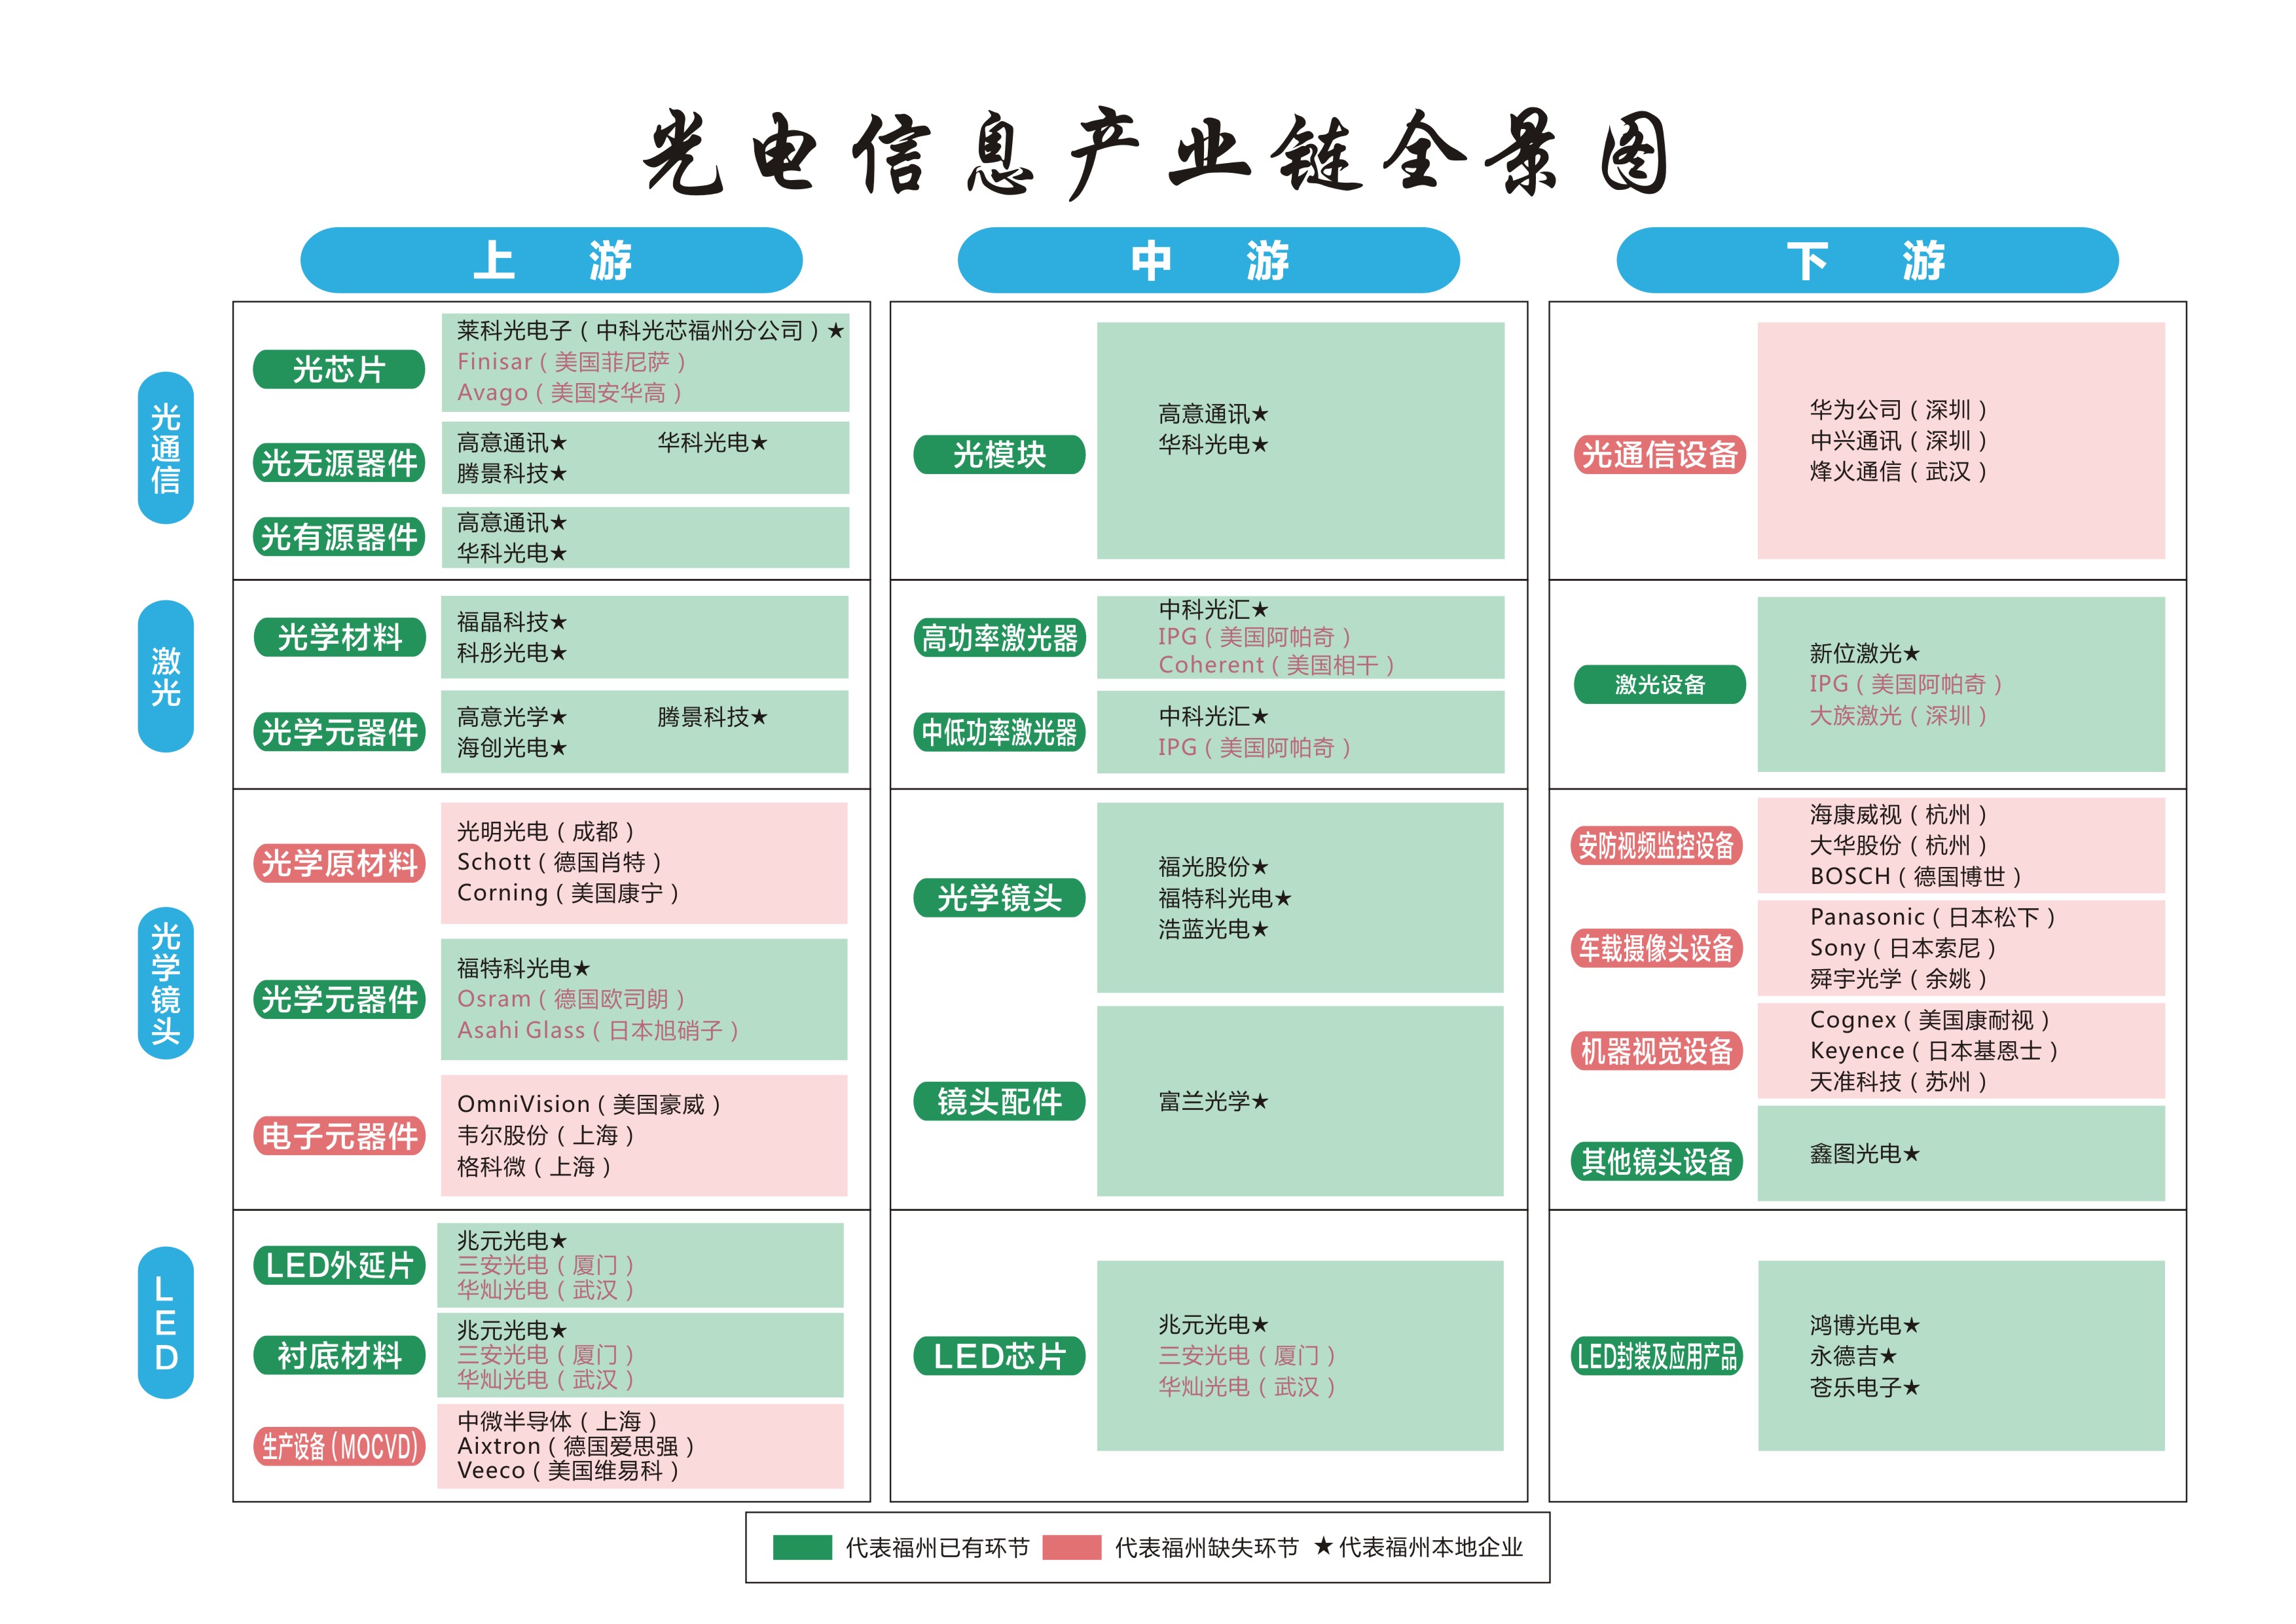 光电信息产业链全景图
上 游
中 游
下 游
光通信
光芯片
莱科光电子（中科光芯福州分公司）★
Finisar（美国菲尼萨）
Avago（美国安华高）
光无源器件
高意通讯★ 华科光电★
腾景科技★
光有源器件
高意通讯★
华科光电★
光模块
高意通讯★
华科光电★
光通信设备
华为公司（深圳）
中兴通讯（深圳）
烽火通信（武汉）
激光
光学材料
福晶科技★
科彤光电★
光学元器件
高意光学★ 腾景科技★
海创光电★
高功率激光器
中科光汇★
IPG（美国阿帕奇）
Coherent（美国相干）
中低功率激光器
中科光汇★
IPG（美国阿帕奇）
激光设备
新位激光★
IPG（美国阿帕奇）
大族激光（深圳）
光学镜头
光学原材料
光明光电（成都）
Schott（德国肖特）
Corning（美国康宁）
光学元器件
福特科光电★
Osram（德国欧司朗）
Asahi Glass（日本旭硝子）
电子元器件
OmniVision（美国豪威）
韦尔股份（上海）
格科微（上海）
光学镜头
福光股份★
福特科光电★
浩蓝光电★
镜头配件
富兰光学★
安防视频监控设备
海康威视（杭州）
大华股份（杭州）
BOSCH（德国博世）
车载摄像头设备
Panasonic（日本松下）
Sony（日本索尼）
舜宇光学（余姚）
机器视觉设备
Cognex（美国康耐视）
Keyence（日本基恩士）
天准科技（苏州）
其他镜头设备
鑫图光电★
LED
LED外延片
兆元光电★
三安光电（厦门）
华灿光电（武汉）
衬底材料
兆元光电★
三安光电（厦门）
华灿光电（武汉）
生产设备（MOCVD）
中微半导体（上海）
Aixtron（德国爱思强）
Veeco（美国维易科）
LED芯片
兆元光电★
三安光电（厦门）
华灿光电（武汉）
LED封装及应用产品
鸿博光电★
永德吉★
苍乐电子★
代表福州已有环节 代表福州缺失环节 ★代表福州本地企业